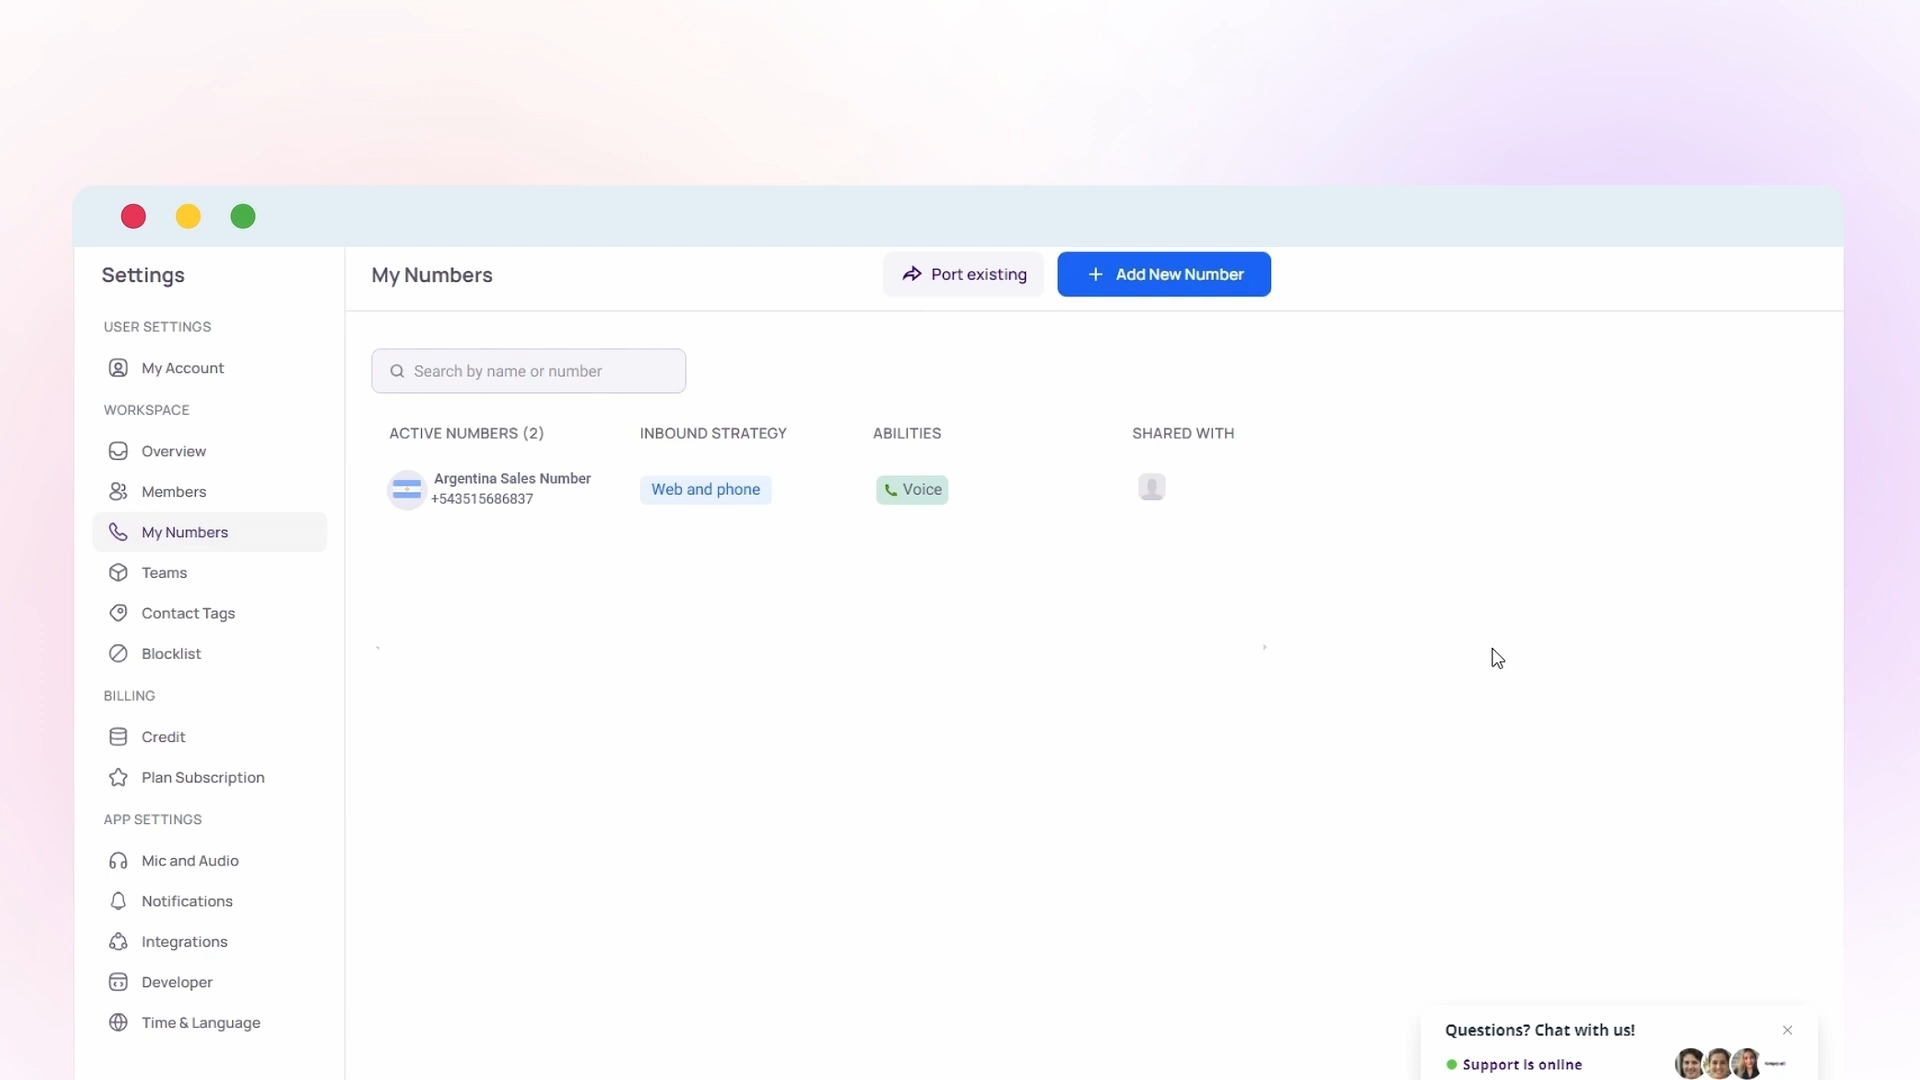 Settings
USER SETTINGS
My Account
WORKSPACE
Overview
Members
My Numbers
Teams
Contact Tags
Blocklist
BILLING
Credit
Plan Subscription
APP SETTINGS
Mic and Audio
Notifications
Integrations
Developer
Time & Language
My Numbers
Port existing
Add New Number
Search by name or number
ACTIVE NUMBERS (2) INBOUND STRATEGY ABILITIES SHARED WITH
Argentina Sales Number
+543515686837
Web and phone
Voice
Questions? Chat with us!
Support is online